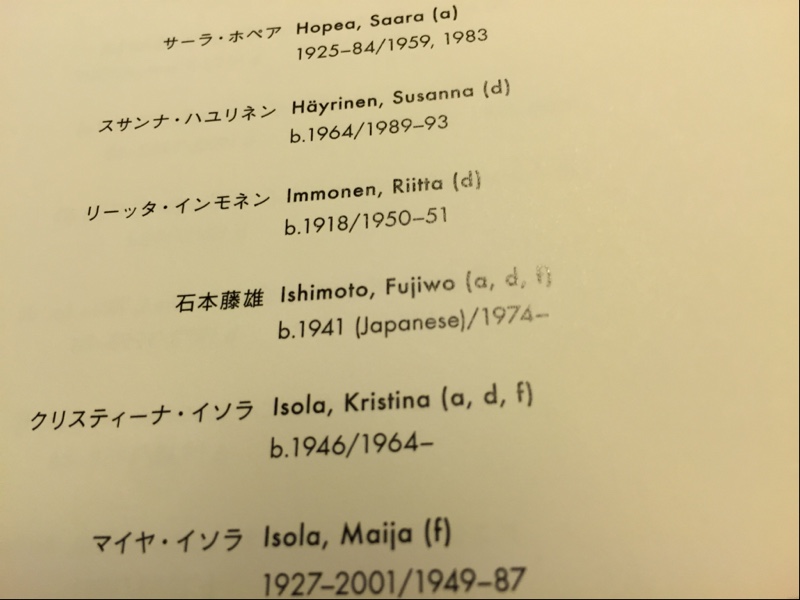 サーラ・ホペア Hopea, Saara (a)
1925–84/1959, 1983
スサンナ・ハユリネン Häyrinen, Susanna (d)
b.1964/1989–93
リーッタ・インモネン Immonen, Riitta (d)
b.1918/1950–51
石本藤雄 Ishimoto, Fujiwo (a, d, f)
b.1941 (Japanese)/1974–
クリスティーナ・イソラ Isola, Kristina (a, d, f)
b.1946/1964–
マイヤ・イソラ Isola, Maija (f)
1927–2001/1949–87